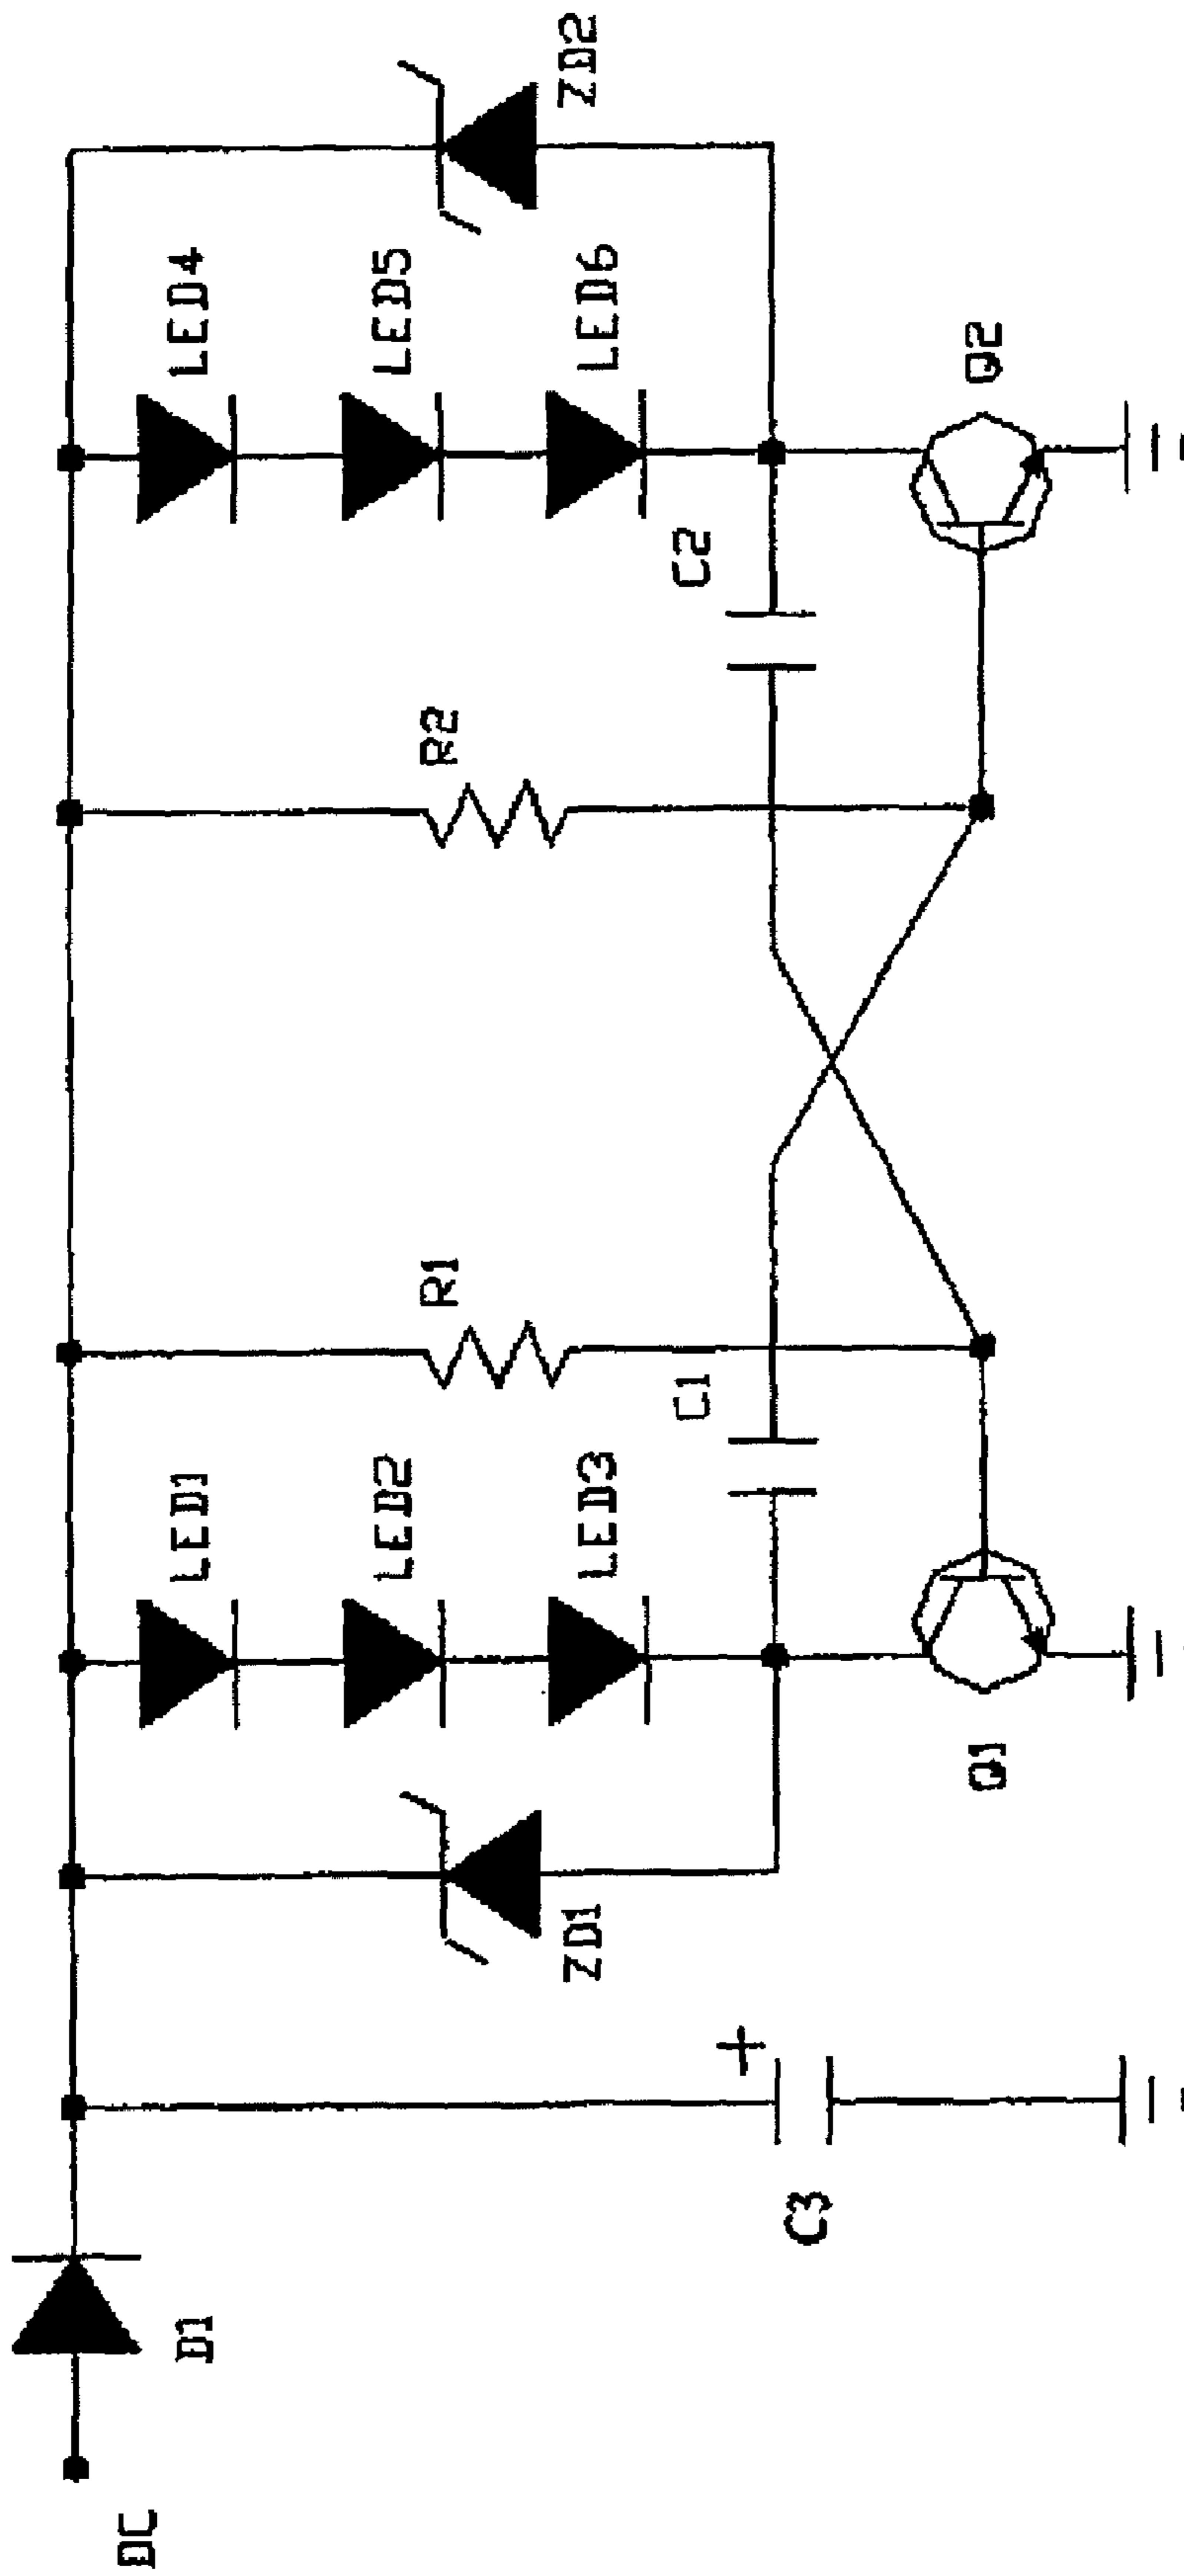 DC
D1
C3
+
ZD1
LED1
LED2
LED3
Q1
C1
R1
R2
C2
LED4
LED5
LED6
Q2
ZD2